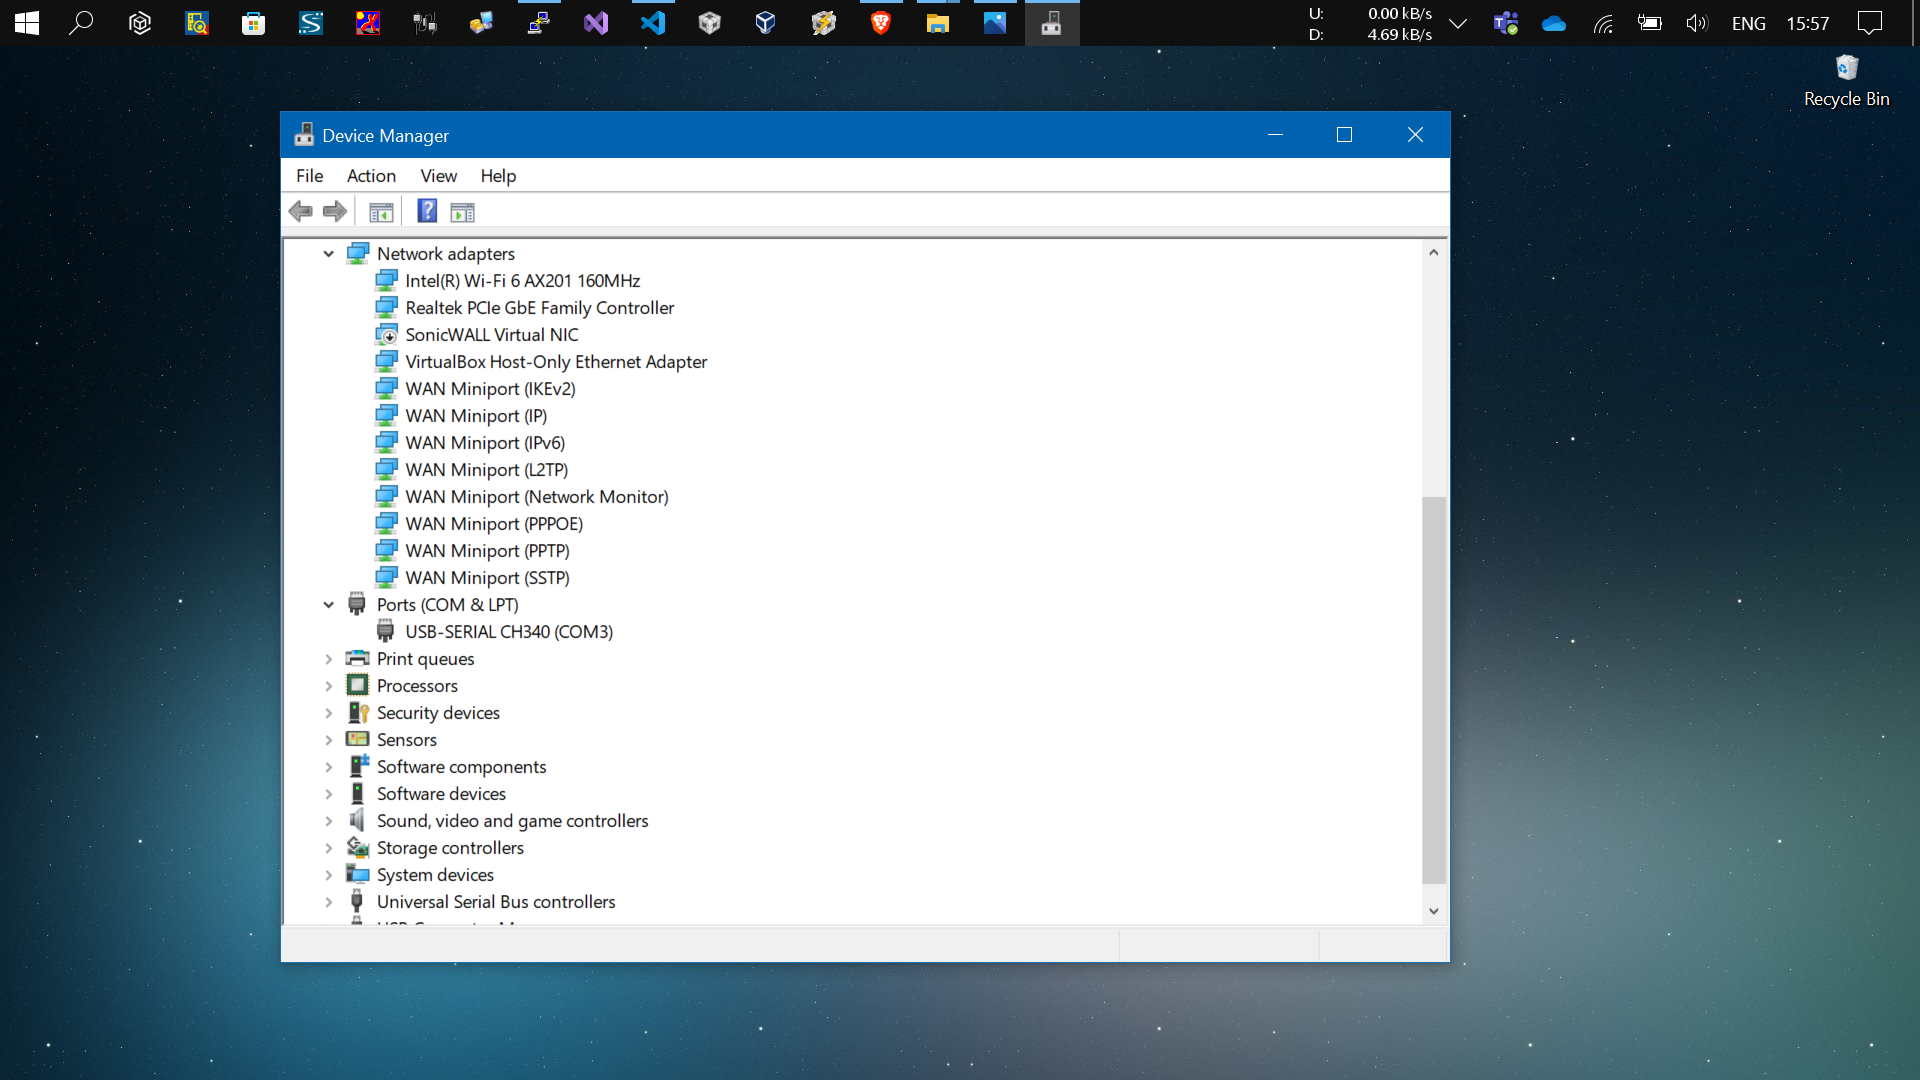 U: 0.00 kB/s
D: 4.69 kB/s
ENG 15:57
Recycle Bin
Device Manager
File Action View Help
Network adapters
Intel(R) Wi-Fi 6 AX201 160MHz
Realtek PCIe GbE Family Controller
SonicWALL Virtual NIC
VirtualBox Host-Only Ethernet Adapter
WAN Miniport (IKEv2)
WAN Miniport (IP)
WAN Miniport (IPv6)
WAN Miniport (L2TP)
WAN Miniport (Network Monitor)
WAN Miniport (PPPOE)
WAN Miniport (PPTP)
WAN Miniport (SSTP)
Ports (COM & LPT)
USB-SERIAL CH340 (COM3)
Print queues
Processors
Security devices
Sensors
Software components
Software devices
Sound, video and game controllers
Storage controllers
System devices
Universal Serial Bus controllers